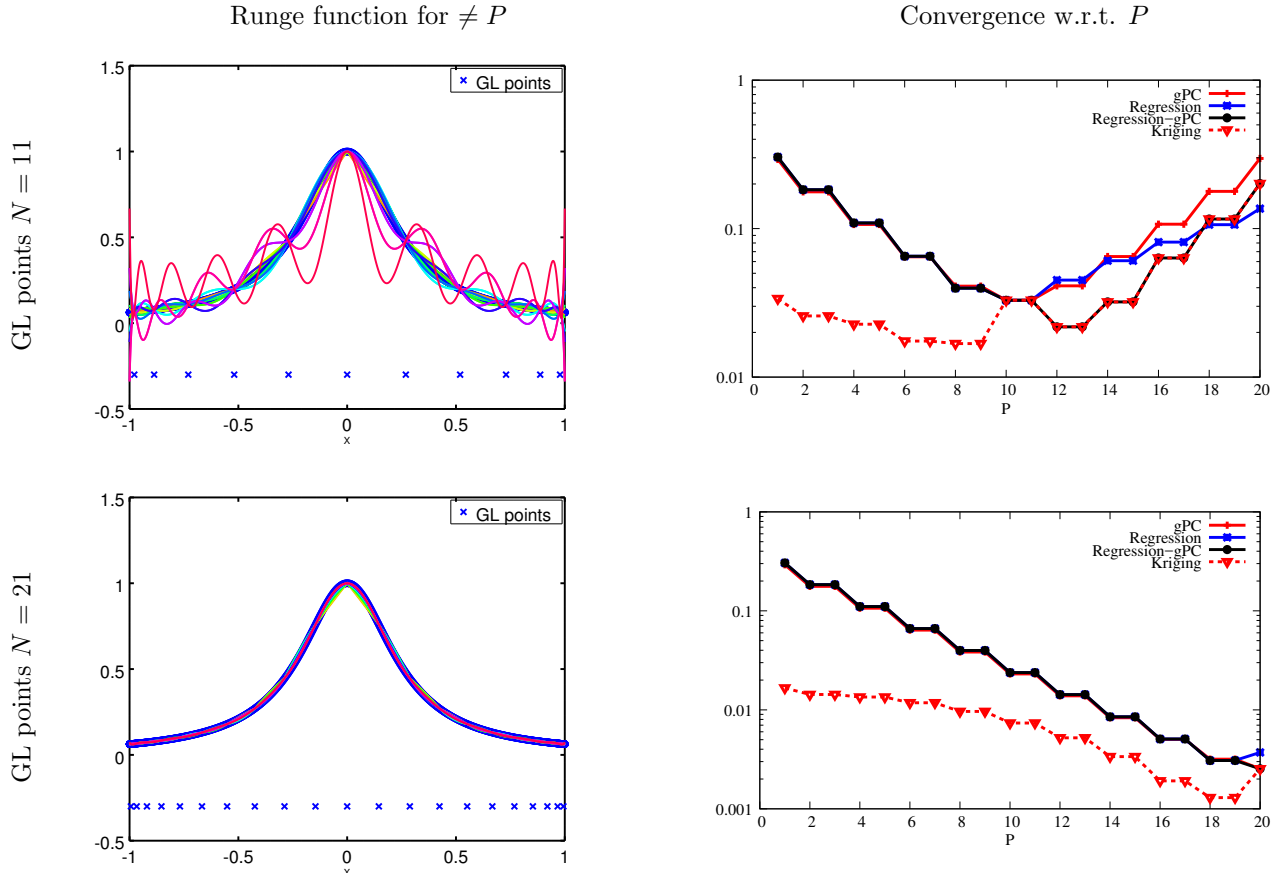 Runge function for ≠ P
Convergence w.r.t. P
GL points N = 11
1.5
1
0.5
0
-0.5
-1
-0.5
0
0.5
1
x
GL points
1
0.1
0.01
0
2
4
6
8
10
12
14
16
18
20
P
gPC
Regression
Regression-gPC
Kriging
GL points N = 21
1.5
1
0.5
0
-0.5
-1
-0.5
0
0.5
1
x
GL points
1
0.1
0.01
0.001
0
2
4
6
8
10
12
14
16
18
20
P
gPC
Regression
Regression-gPC
Kriging